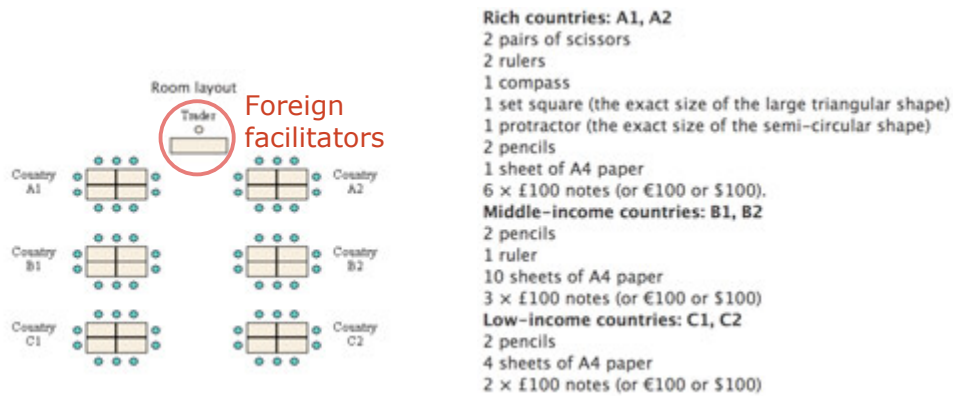 Room layout
Trader
Foreign
facilitators
Country
A1
Country
A2
Country
B1
Country
B2
Country
C1
Country
C2
Rich countries: A1, A2
2 pairs of scissors
2 rulers
1 compass
1 set square (the exact size of the large triangular shape)
1 protractor (the exact size of the semi-circular shape)
2 pencils
1 sheet of A4 paper
6 × £100 notes (or €100 or $100).
Middle-income countries: B1, B2
2 pencils
1 ruler
10 sheets of A4 paper
3 × £100 notes (or €100 or $100)
Low-income countries: C1, C2
2 pencils
4 sheets of A4 paper
2 × £100 notes (or €100 or $100)